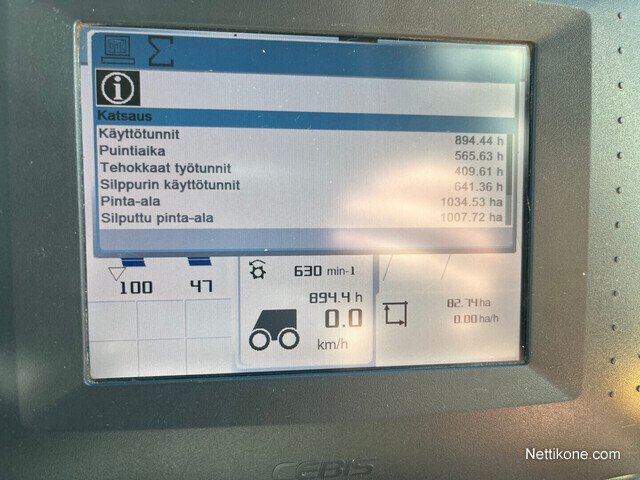 Katsaus
Käyttötunnit 894.44 h
Puintiaika 565.63 h
Tehokkaat työtunnit 409.61 h
Silppurin käyttötunnit 641.36 h
Pinta-ala 1034.53 ha
Silputtu pinta-ala 1007.72 ha
100 47
630 min-1
894.4 h
0.0
km/h
82.74 ha
0.00 ha/h
CEBIS
Nettikone.com